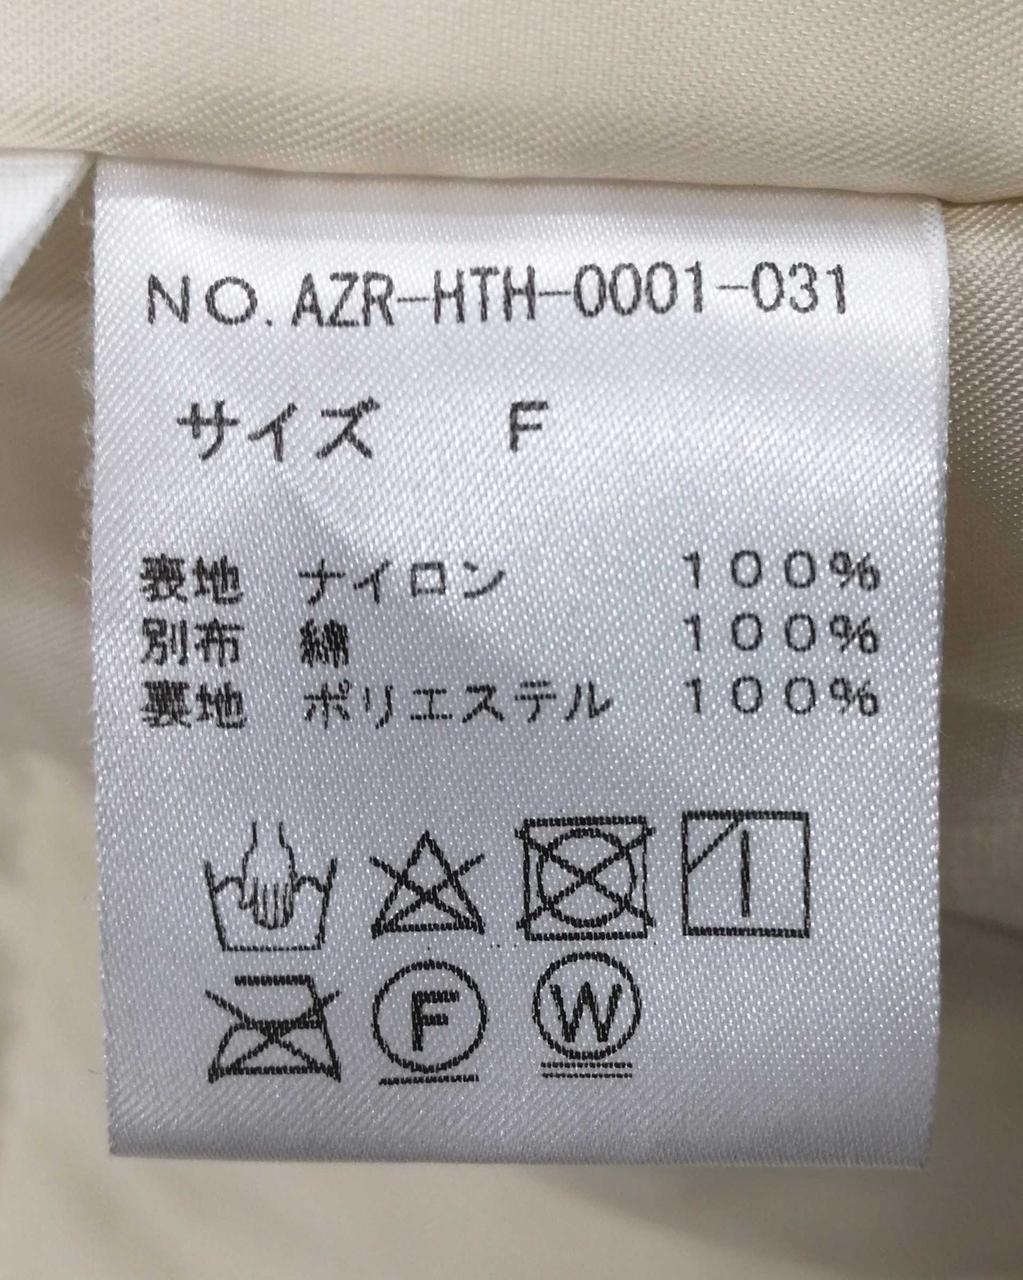 NO. AZR-HTH-0001-031
サイズ F
表地 ナイロン 100%
別布 綿 100%
裏地 ポリエステル 100%
F W